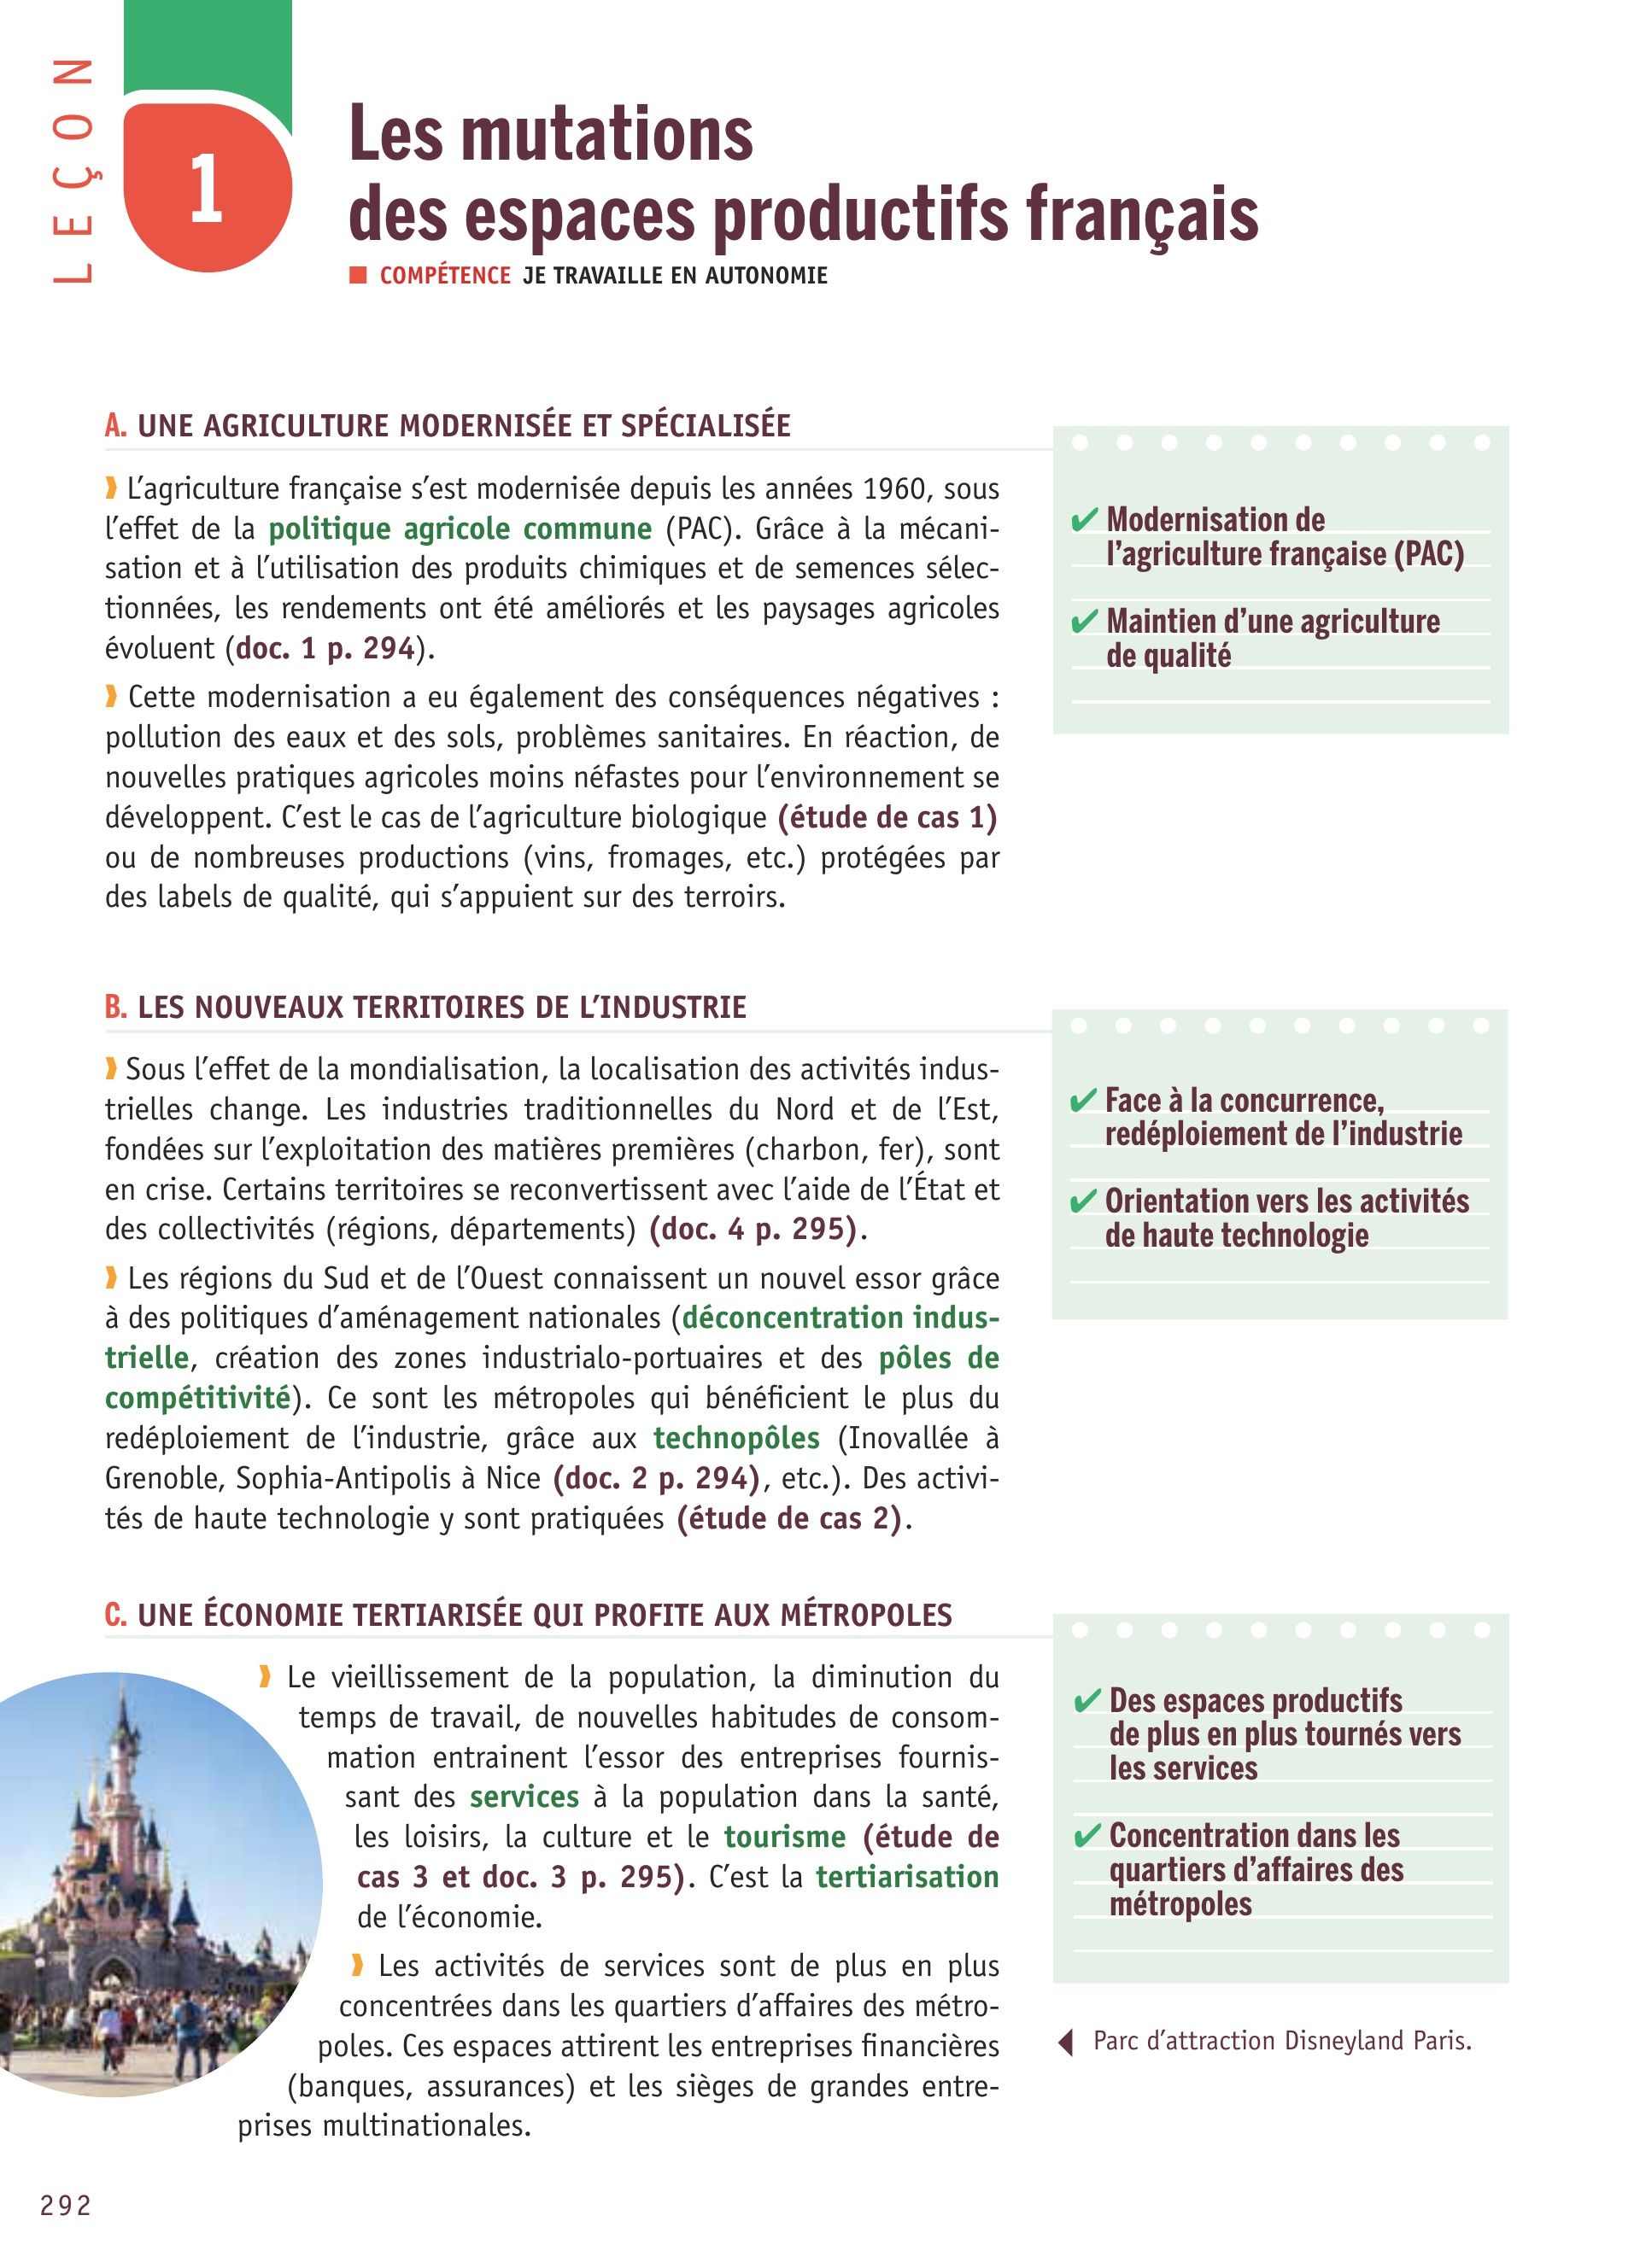 LEÇON
1
Les mutations
des espaces productifs français
COMPÉTENCE JE TRAVAILLE EN AUTONOMIE
A. UNE AGRICULTURE MODERNISÉE ET SPÉCIALISÉE
L’agriculture française s’est modernisée depuis les années 1960, sous
l’effet de la politique agricole commune (PAC). Grâce à la mécani-
sation et à l’utilisation des produits chimiques et de semences sélec-
tionnées, les rendements ont été améliorés et les paysages agricoles
évoluent (doc. 1 p. 294).
Cette modernisation a eu également des conséquences négatives :
pollution des eaux et des sols, problèmes sanitaires. En réaction, de
nouvelles pratiques agricoles moins néfastes pour l’environnement se
développent. C’est le cas de l’agriculture biologique (étude de cas 1)
ou de nombreuses productions (vins, fromages, etc.) protégées par
des labels de qualité, qui s’appuient sur des terroirs.
✔ Modernisation de
l’agriculture française (PAC)
✔ Maintien d’une agriculture
de qualité
B. LES NOUVEAUX TERRITOIRES DE L’INDUSTRIE
Sous l’effet de la mondialisation, la localisation des activités indus-
trielles change. Les industries traditionnelles du Nord et de l’Est,
fondées sur l’exploitation des matières premières (charbon, fer), sont
en crise. Certains territoires se reconvertissent avec l’aide de l’État et
des collectivités (régions, départements) (doc. 4 p. 295).
Les régions du Sud et de l’Ouest connaissent un nouvel essor grâce
à des politiques d’aménagement nationales (déconcentration indus-
trielle, création des zones industrialo-portuaires et des pôles de
compétitivité). Ce sont les métropoles qui bénéficient le plus du
redéploiement de l’industrie, grâce aux technopôles (Inovallée à
Grenoble, Sophia-Antipolis à Nice (doc. 2 p. 294), etc.). Des activi-
tés de haute technologie y sont pratiquées (étude de cas 2).
✔ Face à la concurrence,
redéploiement de l’industrie
✔ Orientation vers les activités
de haute technologie
C. UNE ÉCONOMIE TERTIARISÉE QUI PROFITE AUX MÉTROPOLES
Le vieillissement de la population, la diminution du
temps de travail, de nouvelles habitudes de consom-
mation entrainent l’essor des entreprises fournis-
sant des services à la population dans la santé,
les loisirs, la culture et le tourisme (étude de
cas 3 et doc. 3 p. 295). C’est la tertiarisation
de l’économie.
Les activités de services sont de plus en plus
concentrées dans les quartiers d’affaires des métro-
poles. Ces espaces attirent les entreprises financières
(banques, assurances) et les sièges de grandes entre-
prises multinationales.
✔ Des espaces productifs
de plus en plus tournés vers
les services
✔ Concentration dans les
quartiers d’affaires des
métropoles
Parc d’attraction Disneyland Paris.
292